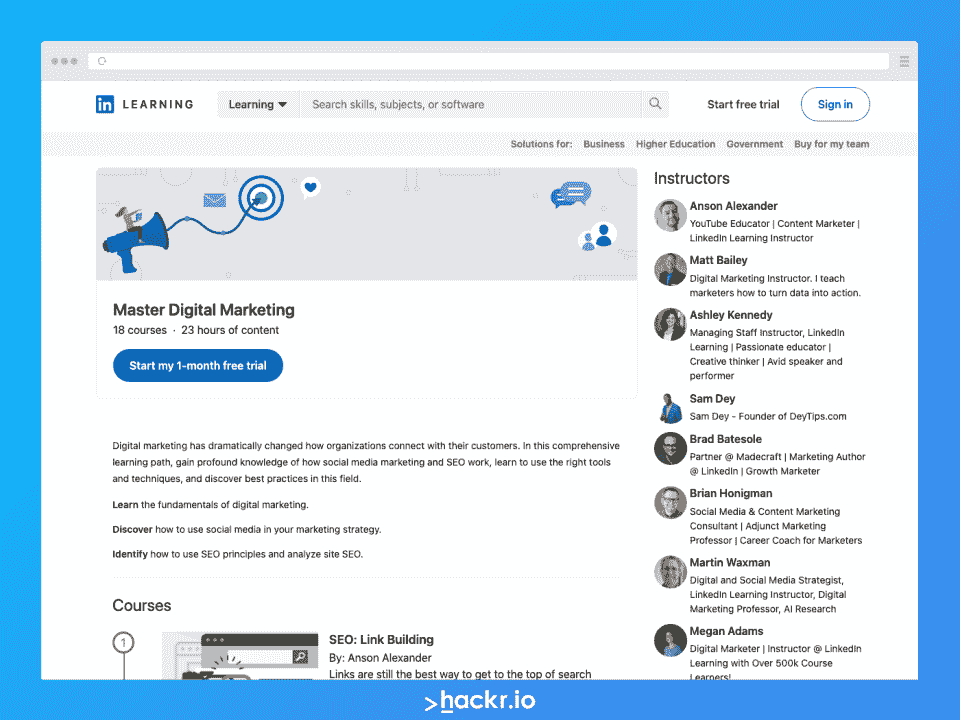 in LEARNING
Learning
Search skills, subjects, or software
Start free trial
Sign in
Solutions for:
Business
Higher Education
Government
Buy for my team
Master Digital Marketing
18 courses · 23 hours of content
Start my 1-month free trial
Digital marketing has dramatically changed how organizations connect with their customers. In this comprehensive
learning path, gain profound knowledge of how social media marketing and SEO work, learn to use the right tools
and techniques, and discover best practices in this field.
Learn the fundamentals of digital marketing.
Discover how to use social media in your marketing strategy.
Identify how to use SEO principles and analyze site SEO.
Courses
1
SEO: Link Building
By: Anson Alexander
Links are still the best way to get to the top of search
Instructors
Anson Alexander
YouTube Educator | Content Marketer |
LinkedIn Learning Instructor
Matt Bailey
Digital Marketing Instructor. I teach
marketers how to turn data into action.
Ashley Kennedy
Managing Staff Instructor, LinkedIn
Learning | Passionate educator |
Creative thinker | Avid speaker and
performer
Sam Dey
Sam Dey - Founder of DeyTips.com
Brad Batesole
Partner @ Madecraft | Marketing Author
@ LinkedIn | Growth Marketer
Brian Honigman
Social Media & Content Marketing
Consultant | Adjunct Marketing
Professor | Career Coach for Marketers
Martin Waxman
Digital and Social Media Strategist,
LinkedIn Learning Instructor, Digital
Marketing Professor, AI Research
Megan Adams
Digital Marketer | Instructor @ LinkedIn
Learning with Over 500k Course
Learners!
>hackr.io